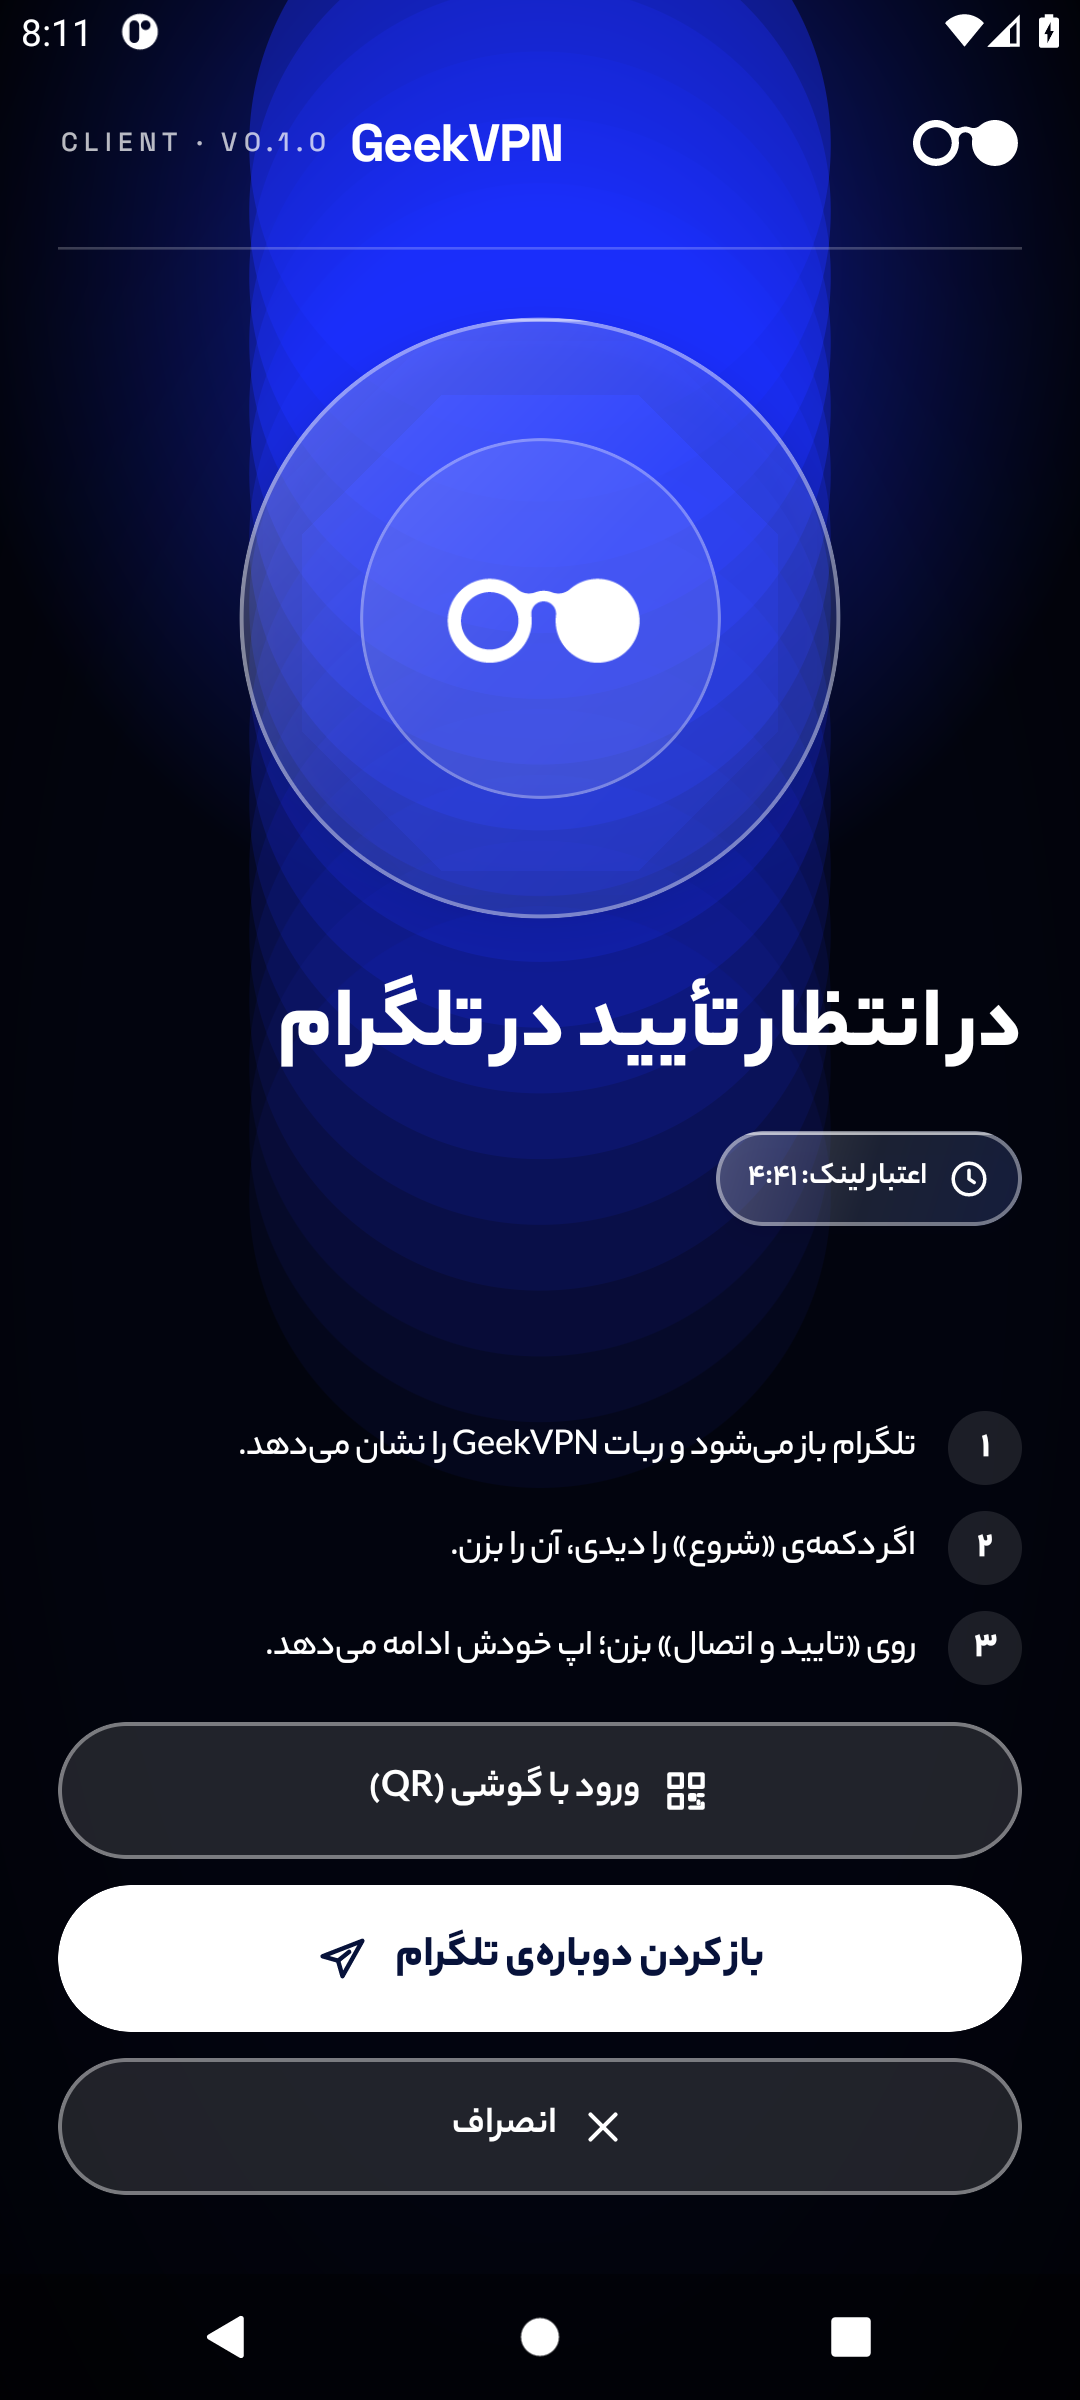 8:11
CLIENT · V0.1.0 GeekVPN
در انتظار تأیید در تلگرام
اعتبار لینک: ۴:۴۱
۱ تلگرام باز می‌شود و ربات GeekVPN را نشان می‌دهد.
۲ اگر دکمه‌ی «شروع» را دیدی، آن را بزن.
۳ روی «تایید و اتصال» بزن؛ اپ خودش ادامه می‌دهد.
ورود با گوشی (QR)
باز کردن دوباره‌ی تلگرام
انصراف